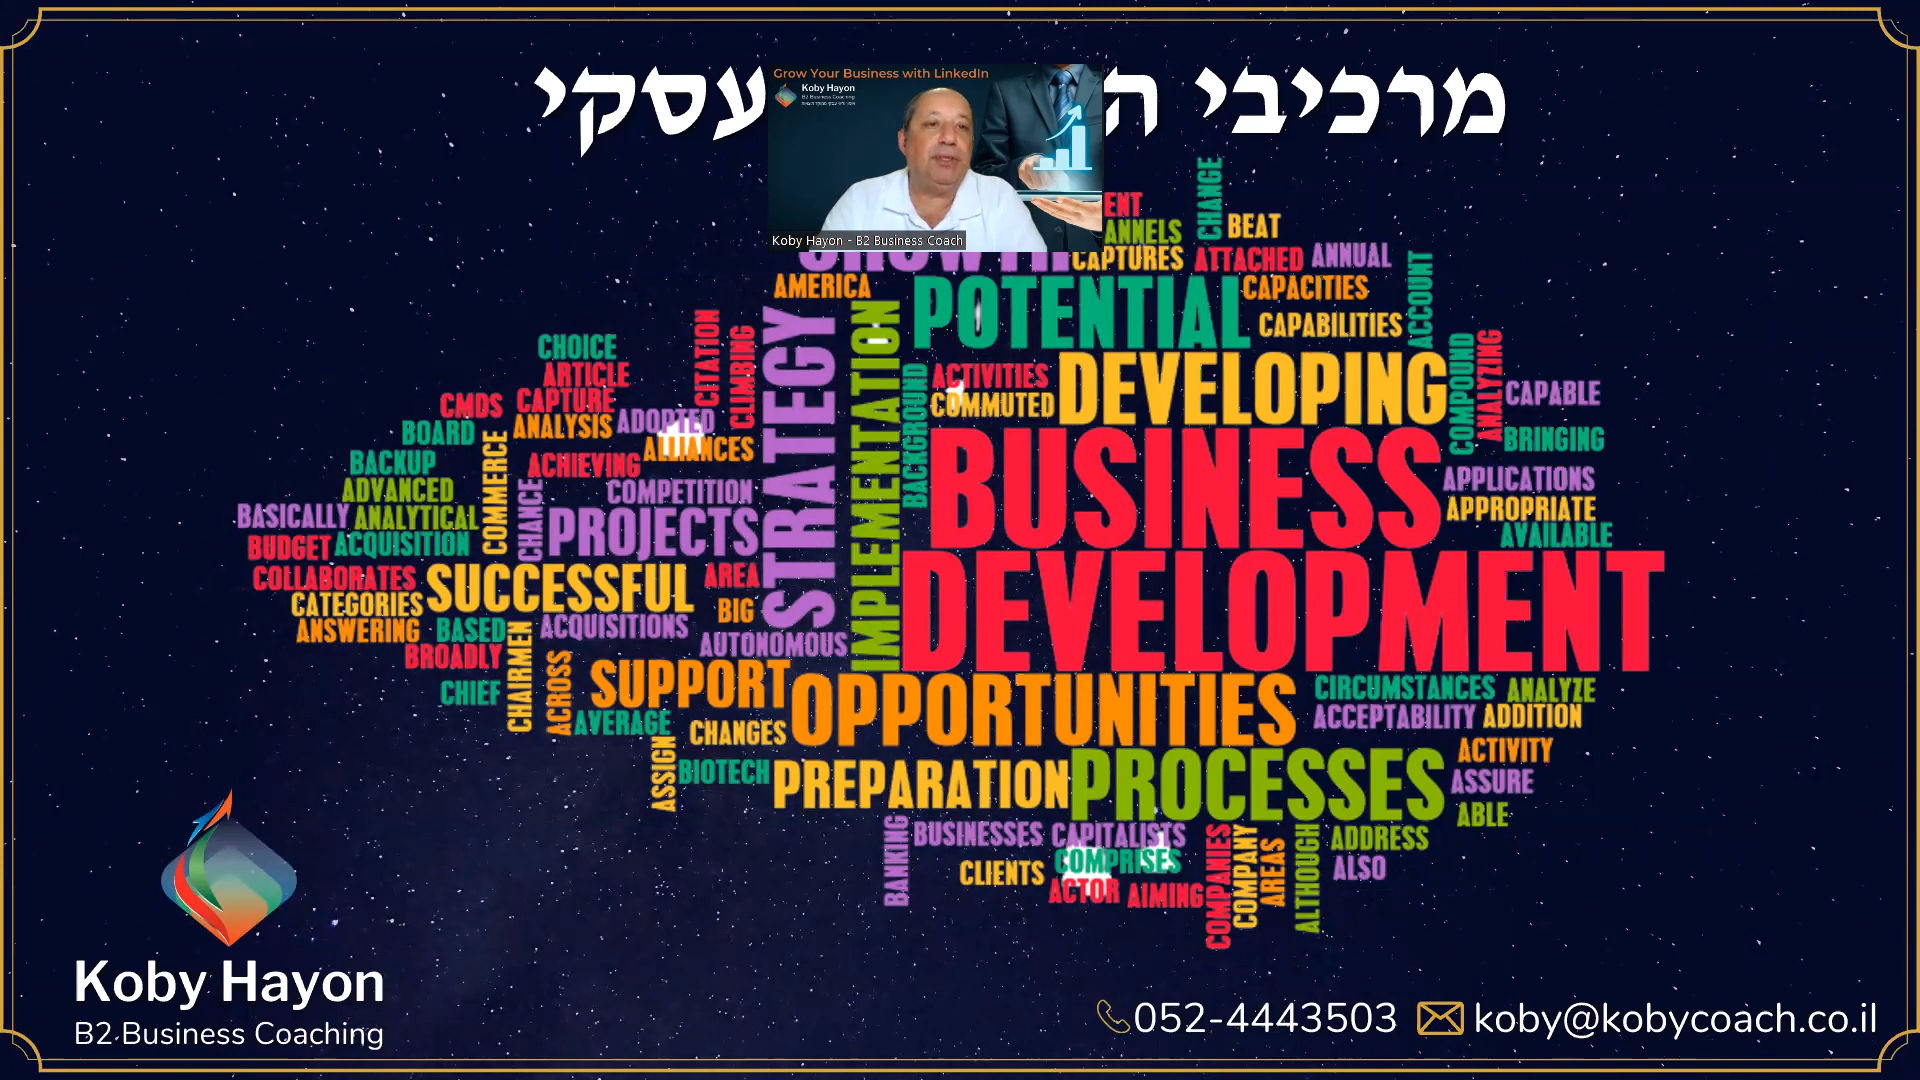 מרכיבי ה
עסקי
Grow Your Business with LinkedIn
Koby Hayon
B2 Business Coaching
Koby Hayon - B2 Business Coach
CHANGE
BEAT
CAPTURES
ATTACHED
ANNUAL
AMERICA
POTENTIAL
CAPACITIES
CAPABILITIES
ACCOUNT
CHOICE
ARTICLE
CITATION
CLIMBING
STRATEGY
IMPLEMENTATION
BACKGROUND
ACTIVITIES
COMMUTED
DEVELOPING
COMPOUND
ANALYZING
CAPABLE
BRINGING
CMDS
CAPTURE
BOARD
ANALYSIS
ADOPTED
ALLIANCES
BACKUP
COMMERCE
ACHIEVING
ADVANCED
CHANCE
COMPETITION
BUSINESS
APPLICATIONS
APPROPRIATE
AVAILABLE
BASICALLY
ANALYTICAL
PROJECTS
BUDGET
ACQUISITION
COLLABORATES
SUCCESSFUL
AREA
DEVELOPMENT
CATEGORIES
BIG
ANSWERING
BASED
ACQUISITIONS
AUTONOMOUS
BROADLY
CHIEF
CHAIRMEN
ACROSS
SUPPORT
OPPORTUNITIES
CIRCUMSTANCES
ANALYZE
ACCEPTABILITY
ADDITION
AVERAGE
CHANGES
ACTIVITY
ASSIGN
BIOTECH
PREPARATION
PROCESSES
ASSURE
ABLE
BANKING
BUSINESSES
CAPITALISTS
COMPANIES
COMPANY
AREAS
ALTHOUGH
ADDRESS
CLIENTS
COMPRISES
ALSO
ACTOR
AIMING
Koby Hayon
B2 Business Coaching
052-4443503
koby@kobycoach.co.il